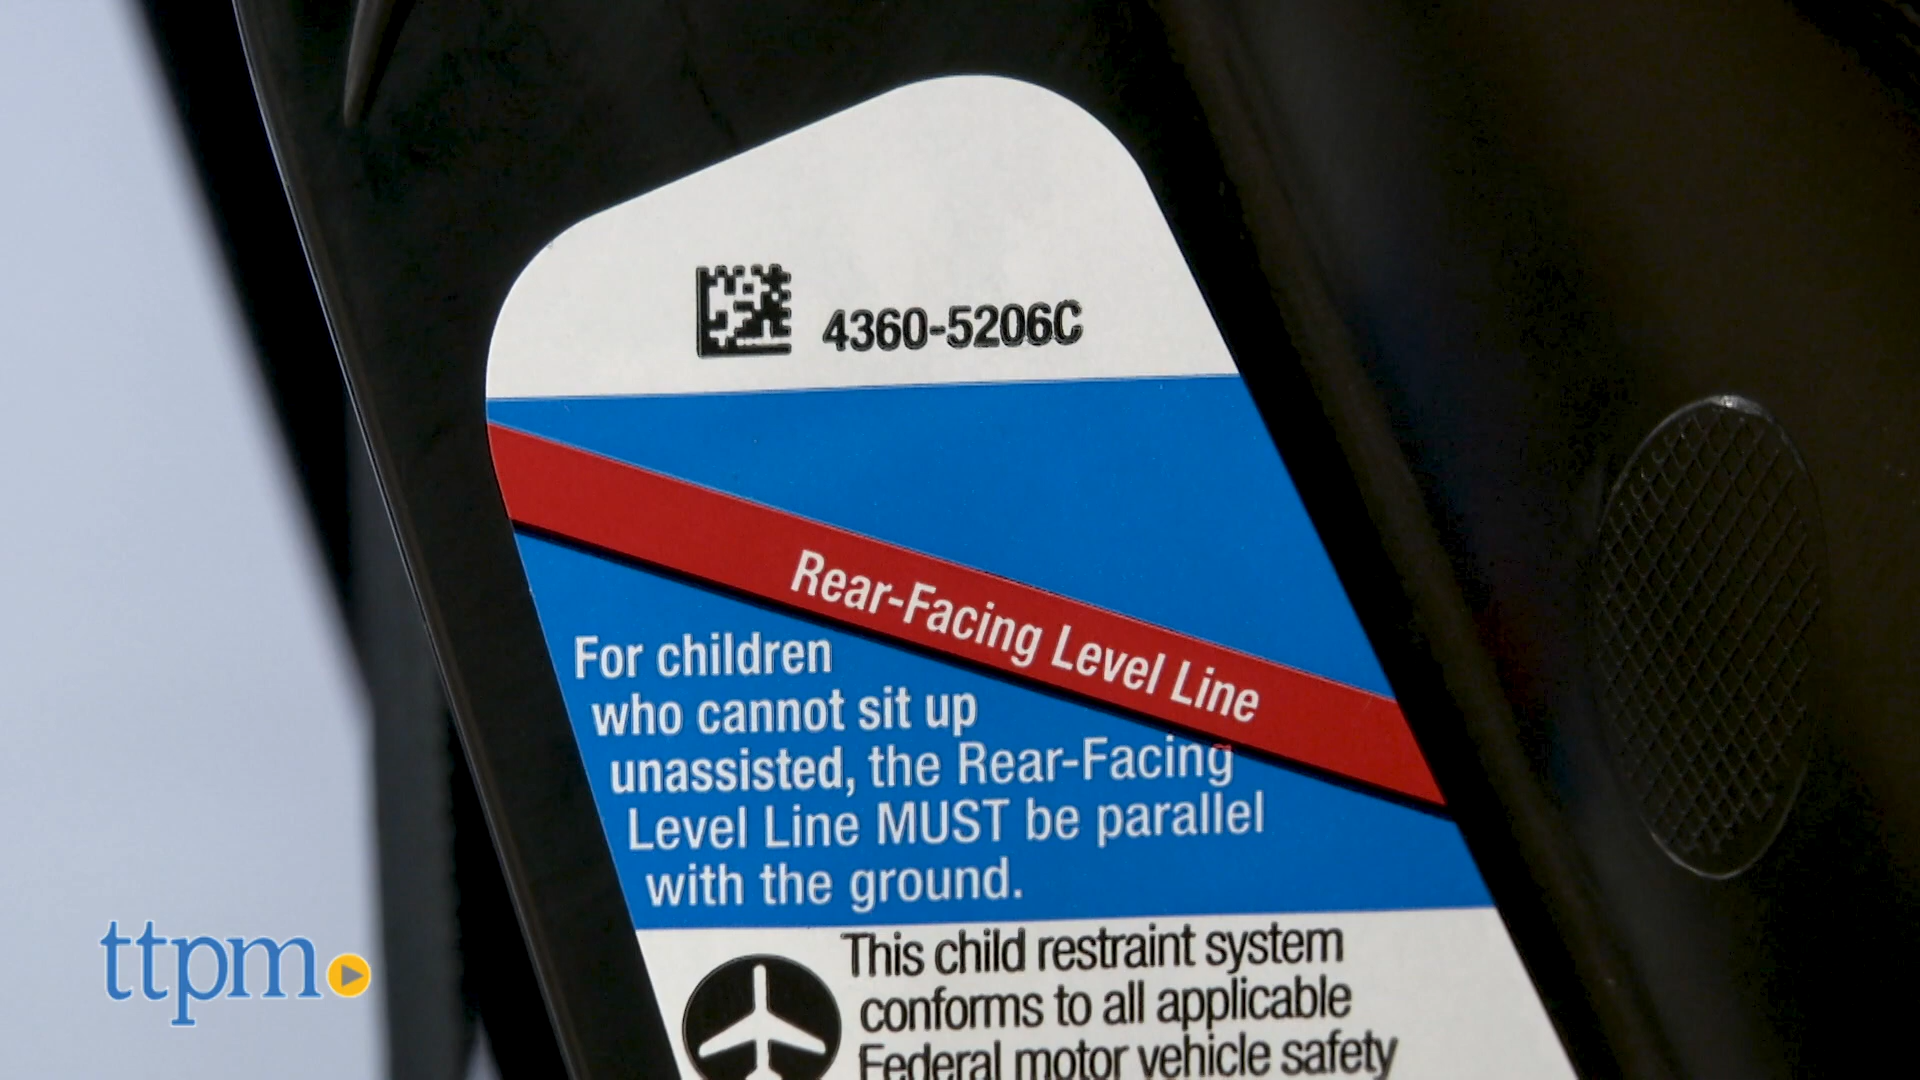 4360-5206C
Rear-Facing Level Line
For children
who cannot sit up
unassisted, the Rear-Facing
Level Line MUST be parallel
with the ground.
This child restraint system
conforms to all applicable
Federal motor vehicle safety
ttpm